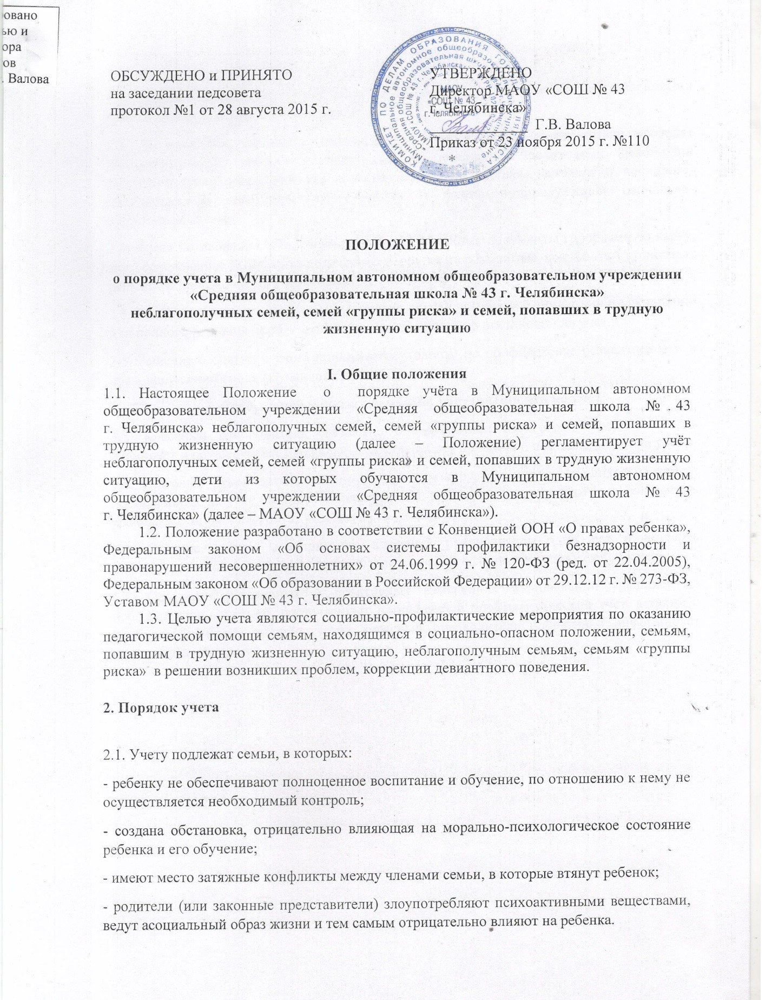 овано
ью и
ора
ов
. Валова
ОБСУЖДЕНО и ПРИНЯТО
на заседании педсовета
протокол №1 от 28 августа 2015 г.
УТВЕРЖДЕНО
Директор МАОУ «СОШ № 43
г. Челябинска»
Г.В. Валова
Приказ от 23 ноября 2015 г. №110
КОМИТЕТ ПО ДЕЛАМ ОБРАЗОВАНИЯ ГОРОДА ЧЕЛЯБИНСКА
МАОУ
«СОШ № 43
г. Челябинска»
ПОЛОЖЕНИЕ
о порядке учета в Муниципальном автономном общеобразовательном учреждении
«Средняя общеобразовательная школа № 43 г. Челябинска»
неблагополучных семей, семей «группы риска» и семей, попавших в трудную
жизненную ситуацию
I. Общие положения
1.1. Настоящее Положение о порядке учёта в Муниципальном автономном
общеобразовательном учреждении «Средняя общеобразовательная школа № 43
г. Челябинска» неблагополучных семей, семей «группы риска» и семей, попавших в
трудную жизненную ситуацию (далее – Положение) регламентирует учёт
неблагополучных семей, семей «группы риска» и семей, попавших в трудную жизненную
ситуацию, дети из которых обучаются в Муниципальном автономном
общеобразовательном учреждении «Средняя общеобразовательная школа № 43
г. Челябинска» (далее – МАОУ «СОШ № 43 г. Челябинска»).
1.2. Положение разработано в соответствии с Конвенцией ООН «О правах ребенка»,
Федеральным законом «Об основах системы профилактики безнадзорности и
правонарушений несовершеннолетних» от 24.06.1999 г. № 120-ФЗ (ред. от 22.04.2005),
Федеральным законом «Об образовании в Российской Федерации» от 29.12.12 г. № 273-ФЗ,
Уставом МАОУ «СОШ № 43 г. Челябинска».
1.3. Целью учета являются социально-профилактические мероприятия по оказанию
педагогической помощи семьям, находящимся в социально-опасном положении, семьям,
попавшим в трудную жизненную ситуацию, неблагополучным семьям, семьям «группы
риска» в решении возникших проблем, коррекции девиантного поведения.
2. Порядок учета
2.1. Учету подлежат семьи, в которых:
- ребенку не обеспечивают полноценное воспитание и обучение, по отношению к нему не
осуществляется необходимый контроль;
- создана обстановка, отрицательно влияющая на морально-психологическое состояние
ребенка и его обучение;
- имеют место затяжные конфликты между членами семьи, в которые втянут ребенок;
- родители (или законные представители) злоупотребляют психоактивными веществами,
ведут асоциальный образ жизни и тем самым отрицательно влияют на ребенка.